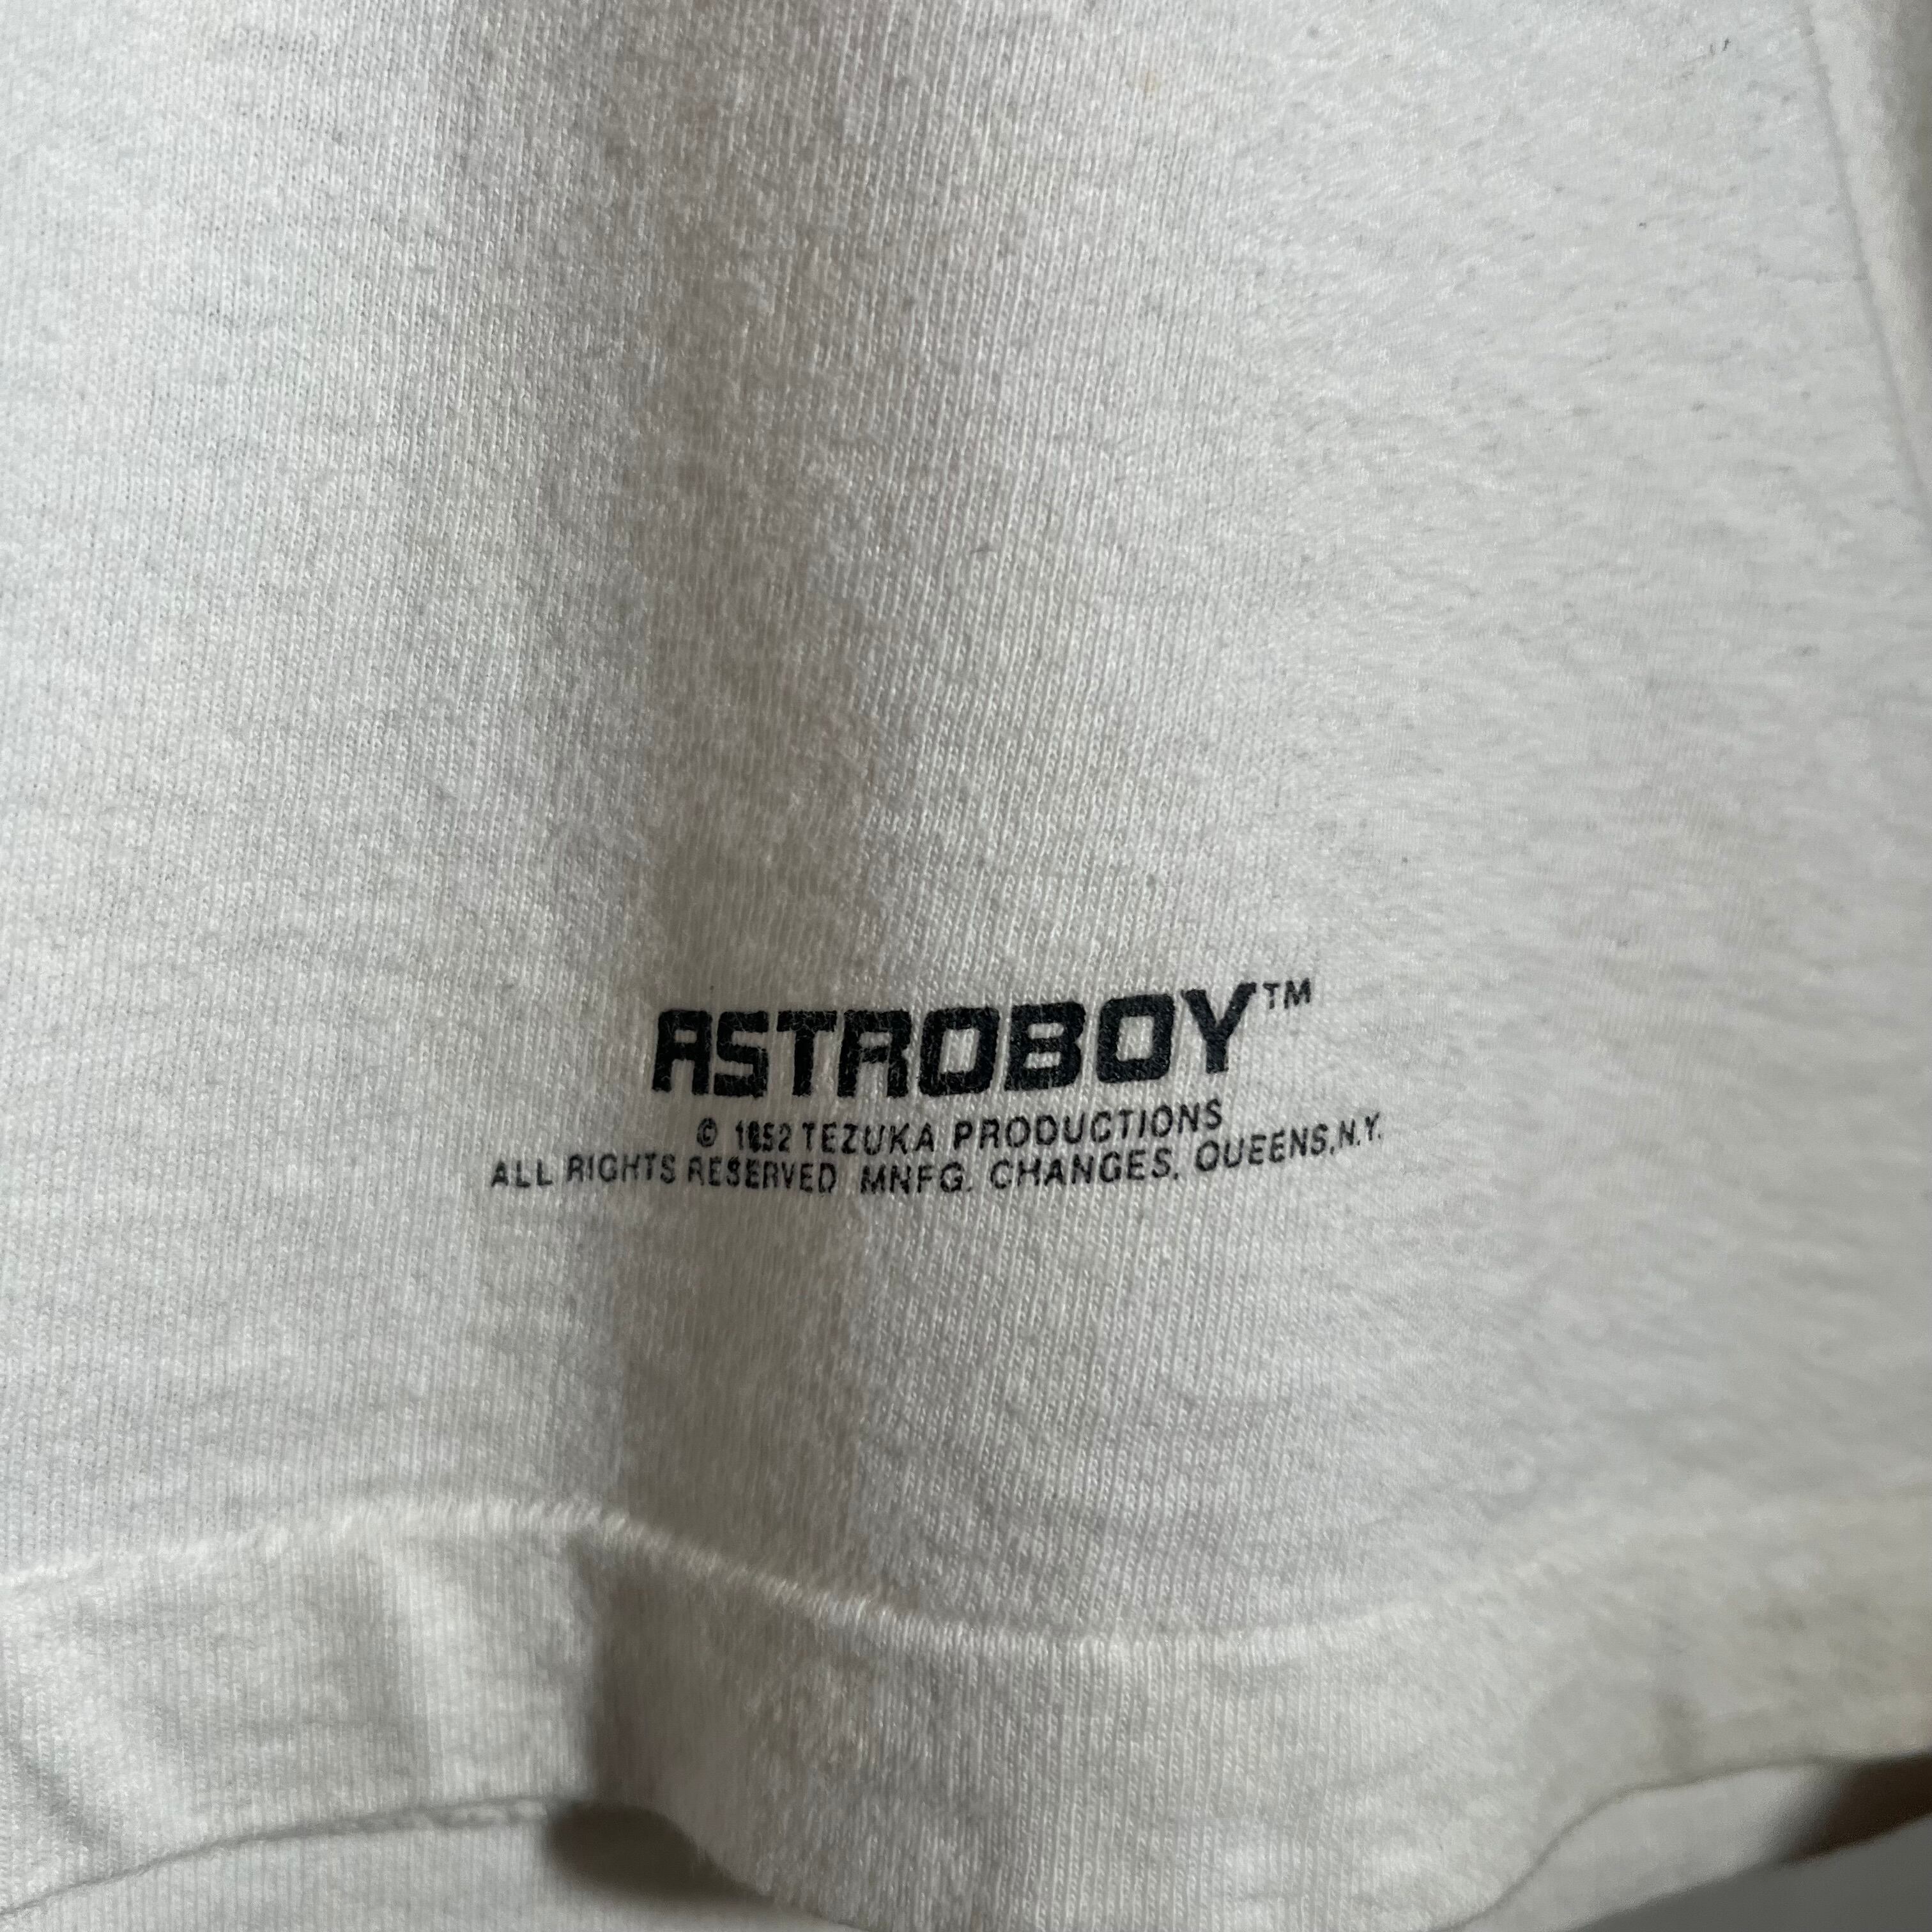 ASTROBOY™
© 1952 TEZUKA PRODUCTIONS
ALL RIGHTS RESERVED MNFG. CHANGES, QUEENS, N.Y.